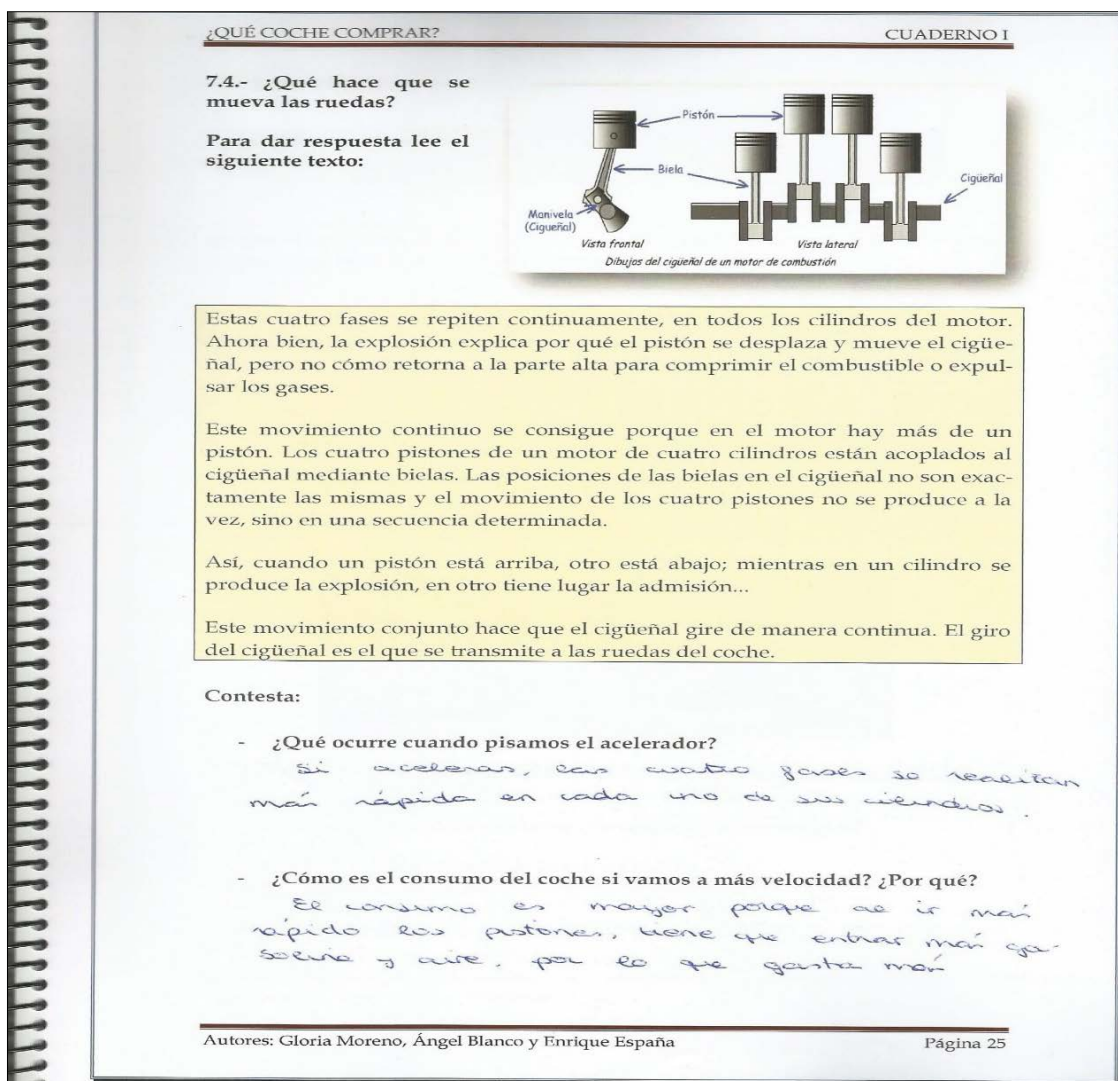 ¿QUÉ COCHE COMPRAR? CUADERNO I
7.4.- ¿Qué hace que se
mueva las ruedas?
Para dar respuesta lee el
siguiente texto:
Pistón
Biela
Cigüeñal
Manivela
(Cigueñal)
Vista frontal
Vista lateral
Dibujos del cigüeñal de un motor de combustión
Estas cuatro fases se repiten continuamente, en todos los cilindros del motor.
Ahora bien, la explosión explica por qué el pistón se desplaza y mueve el cigüe-
ñal, pero no cómo retorna a la parte alta para comprimir el combustible o expul-
sar los gases.
Este movimiento continuo se consigue porque en el motor hay más de un
pistón. Los cuatro pistones de un motor de cuatro cilindros están acoplados al
cigüeñal mediante bielas. Las posiciones de las bielas en el cigüeñal no son exac-
tamente las mismas y el movimiento de los cuatro pistones no se produce a la
vez, sino en una secuencia determinada.
Así, cuando un pistón está arriba, otro está abajo; mientras en un cilindro se
produce la explosión, en otro tiene lugar la admisión...
Este movimiento conjunto hace que el cigüeñal gire de manera continua. El giro
del cigüeñal es el que se transmite a las ruedas del coche.
Contesta:
- ¿Qué ocurre cuando pisamos el acelerador?
Si aceleras, las cuatro fases se realizan
más rápida en cada uno de sus cilindros.
- ¿Cómo es el consumo del coche si vamos a más velocidad? ¿Por qué?
El consumo es mayor porque al ir más
rápido los pistones, tiene que entrar más ga-
solina y aire, por lo que gasta más
Autores: Gloria Moreno, Ángel Blanco y Enrique España Página 25